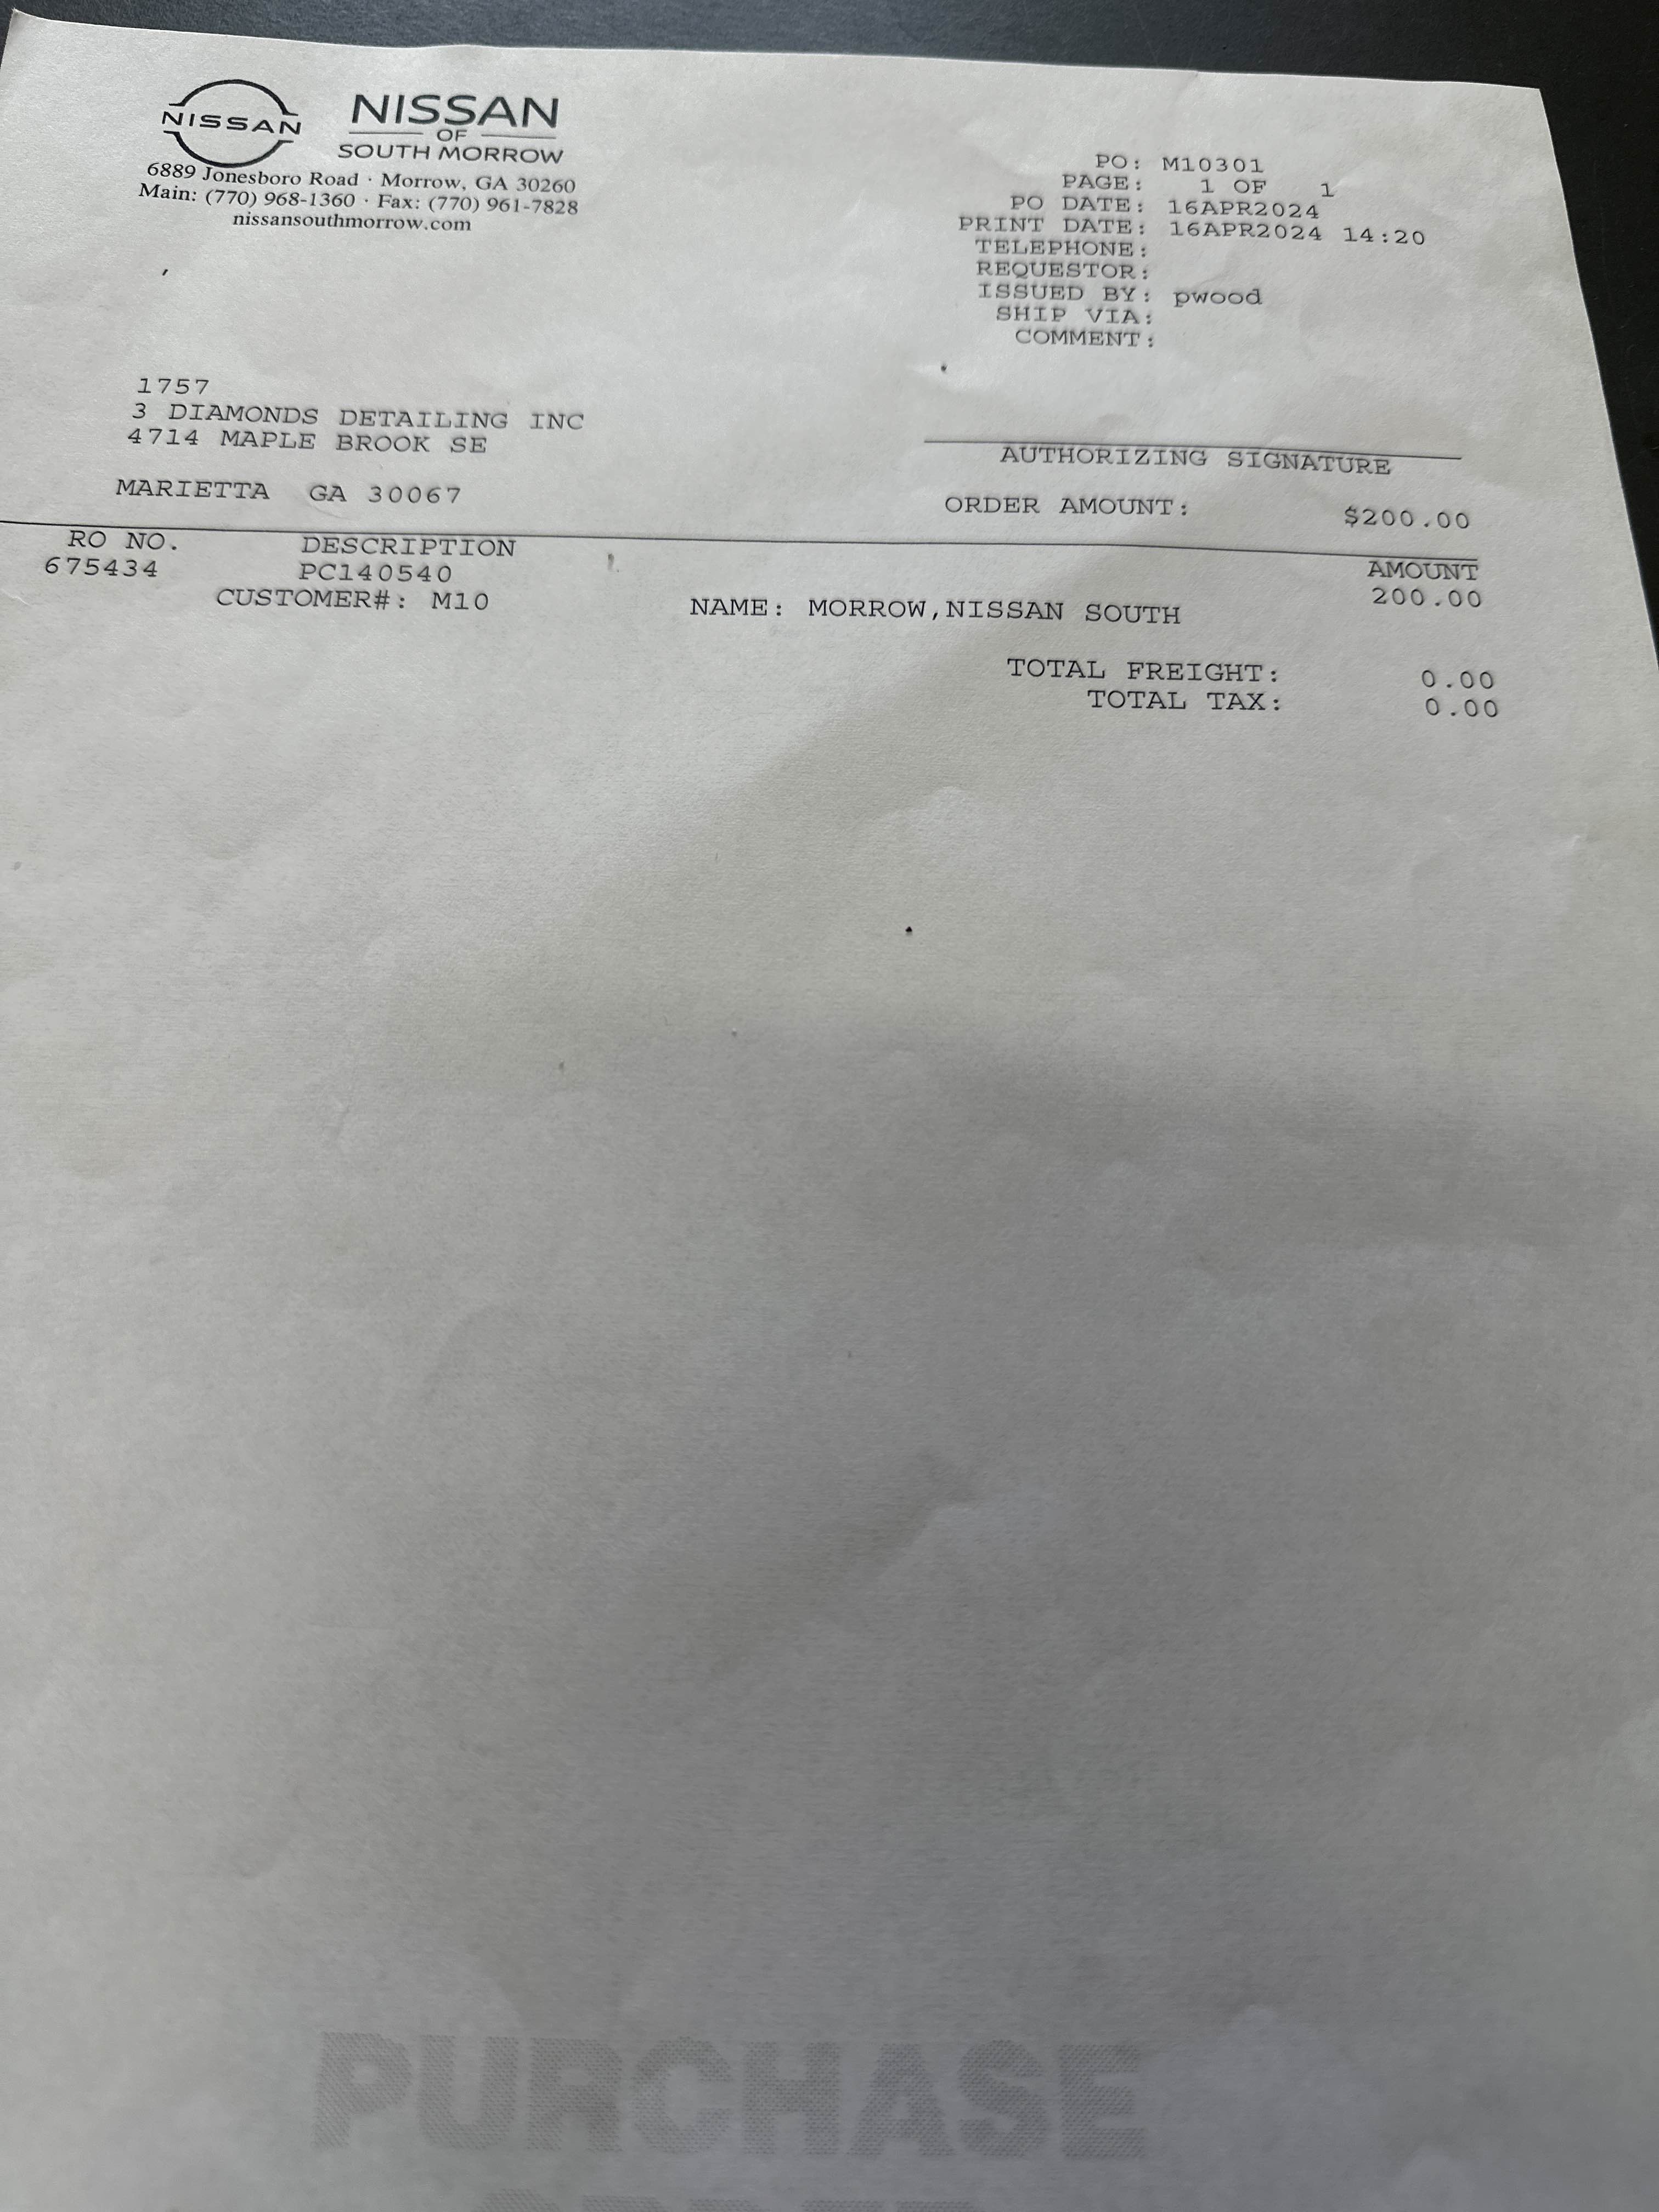 NISSAN
NISSAN
OF
SOUTH MORROW
6889 Jonesboro Road · Morrow, GA 30260
Main: (770) 968-1360 · Fax: (770) 961-7828
nissansouthmorrow.com
PO: M10301
PAGE: 1 OF 1
PO DATE: 16APR2024
PRINT DATE: 16APR2024 14:20
TELEPHONE:
REQUESTOR:
ISSUED BY: pwood
SHIP VIA:
COMMENT:
1757
3 DIAMONDS DETAILING INC
4714 MAPLE BROOK SE
MARIETTA GA 30067
AUTHORIZING SIGNATURE
ORDER AMOUNT: $200.00
RO NO. DESCRIPTION AMOUNT
675434 PC140540 200.00
CUSTOMER#: M10 NAME: MORROW,NISSAN SOUTH
TOTAL FREIGHT: 0.00
TOTAL TAX: 0.00
PURCHASE
ORDER